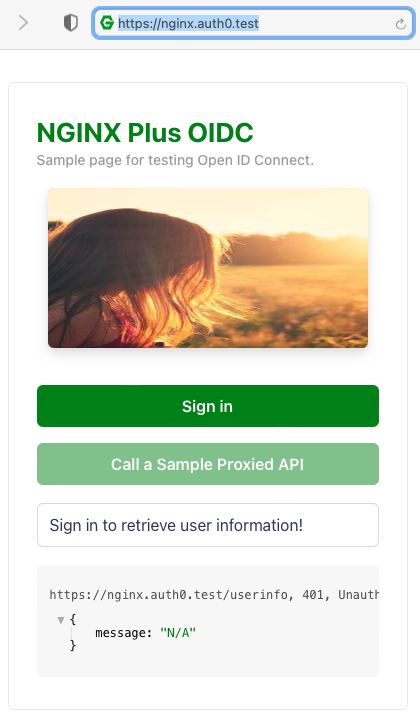 https://nginx.auth0.test
NGINX Plus OIDC
Sample page for testing Open ID Connect.
Sign in
Call a Sample Proxied API
Sign in to retrieve user information!
https://nginx.auth0.test/userinfo, 401, Unaut
▼ {
message: "N/A"
}